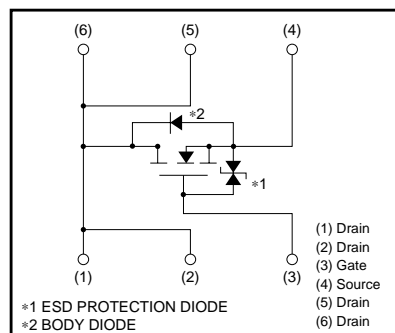 (6) (5) (4)
*2
*1
(1) (2) (3)
(1) Drain
(2) Drain
(3) Gate
(4) Source
(5) Drain
(6) Drain
*1 ESD PROTECTION DIODE
*2 BODY DIODE